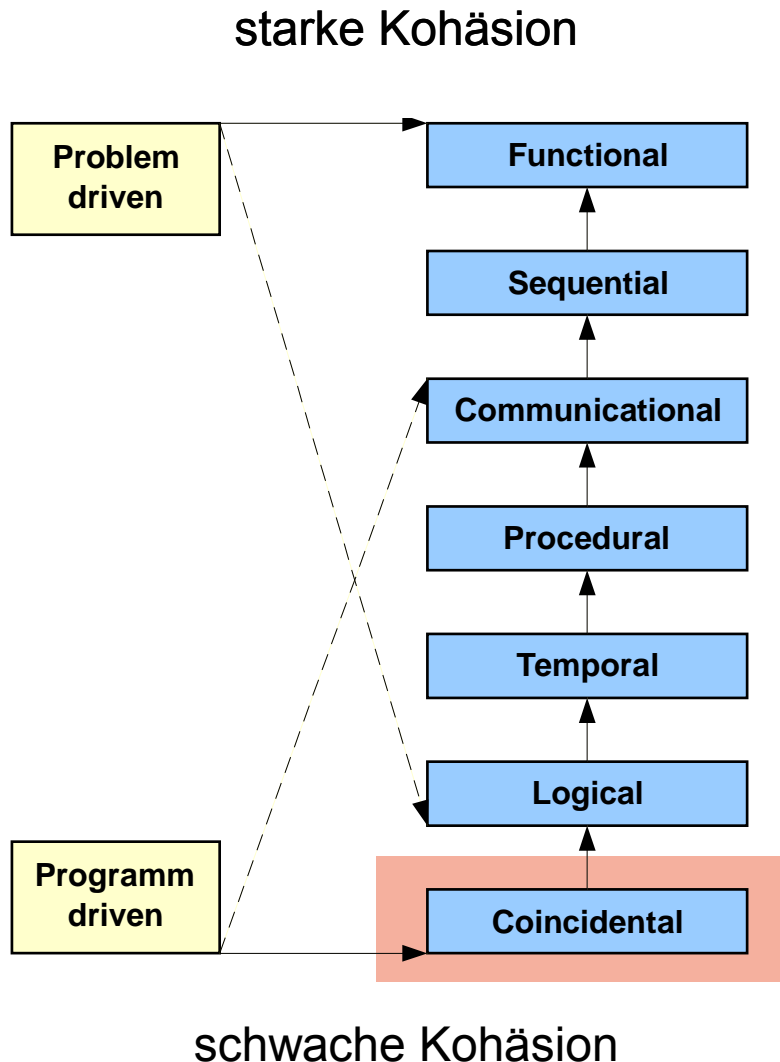 starke Kohäsion
Problem
driven
Functional
Sequential
Communicational
Procedural
Temporal
Logical
Programm
driven
Coincidental
schwache Kohäsion